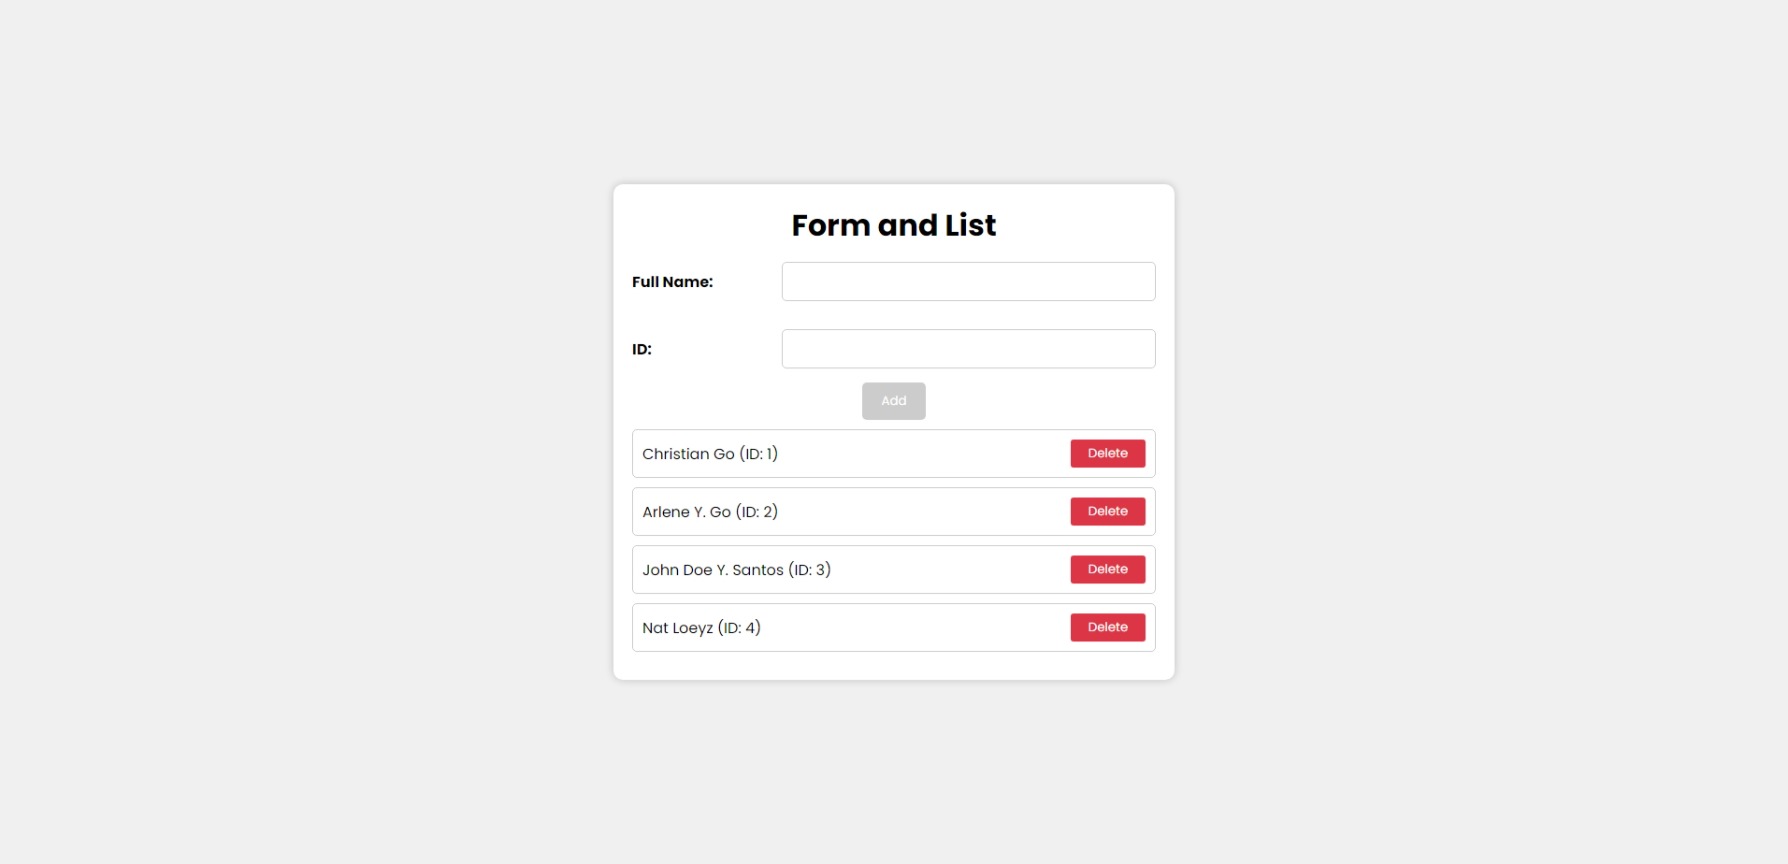 Form and List
Full Name:
ID:
Add
Christian Go (ID: 1) Delete
Arlene Y. Go (ID: 2) Delete
John Doe Y. Santos (ID: 3) Delete
Nat Loeyz (ID: 4) Delete